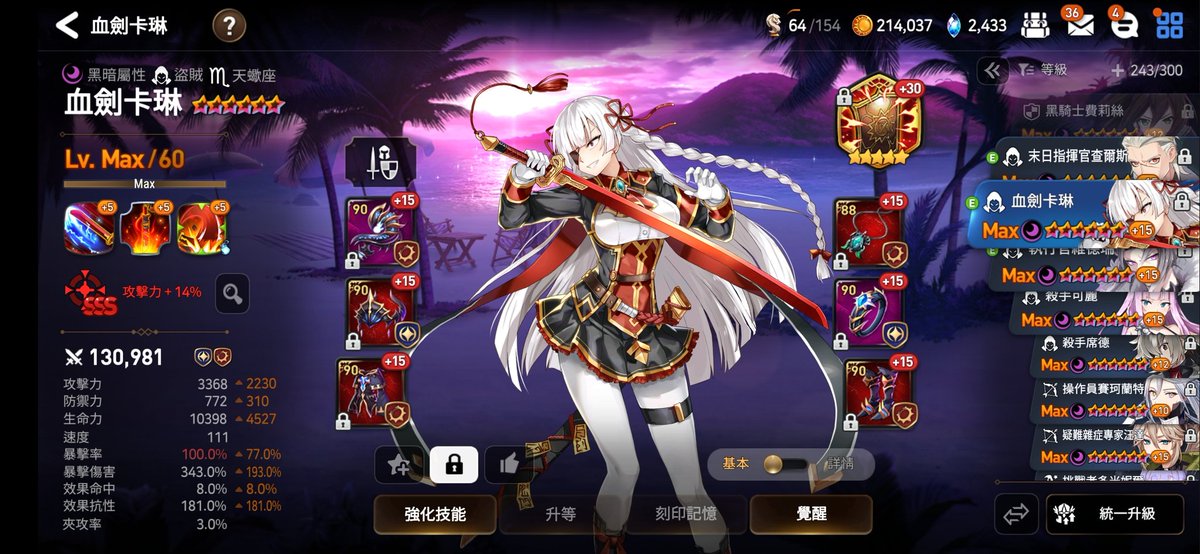 血劍卡琳
?
64/154
214,037
2,433
36
4
黑暗屬性 盜賊 天蠍座
血劍卡琳
Lv. Max/60
Max
+5
+5
+5
SSS
攻擊力 + 14%
130,981
攻擊力 3368 2230
防禦力 772 310
生命力 10398 4527
速度 111
暴擊率 100.0% 77.0%
暴擊傷害 343.0% 193.0%
效果命中 8.0% 8.0%
效果抗性 181.0% 181.0%
夾攻率 3.0%
90 +15
90 +15
90 +15
+30
88 +15
90 +15
90 +15
基本
詳情
強化技能
升等
刻印記憶
覺醒
等級
243/300
黑騎士費莉絲
Max
E 末日指揮官查爾斯
E 血劍卡琳
Max +15
E
Max +15
殺手可麗
Max +15
殺手席德
Max +12
操作員賽珂蘭特
Max +10
疑難雜症專家汪達
Max +15
統一升級